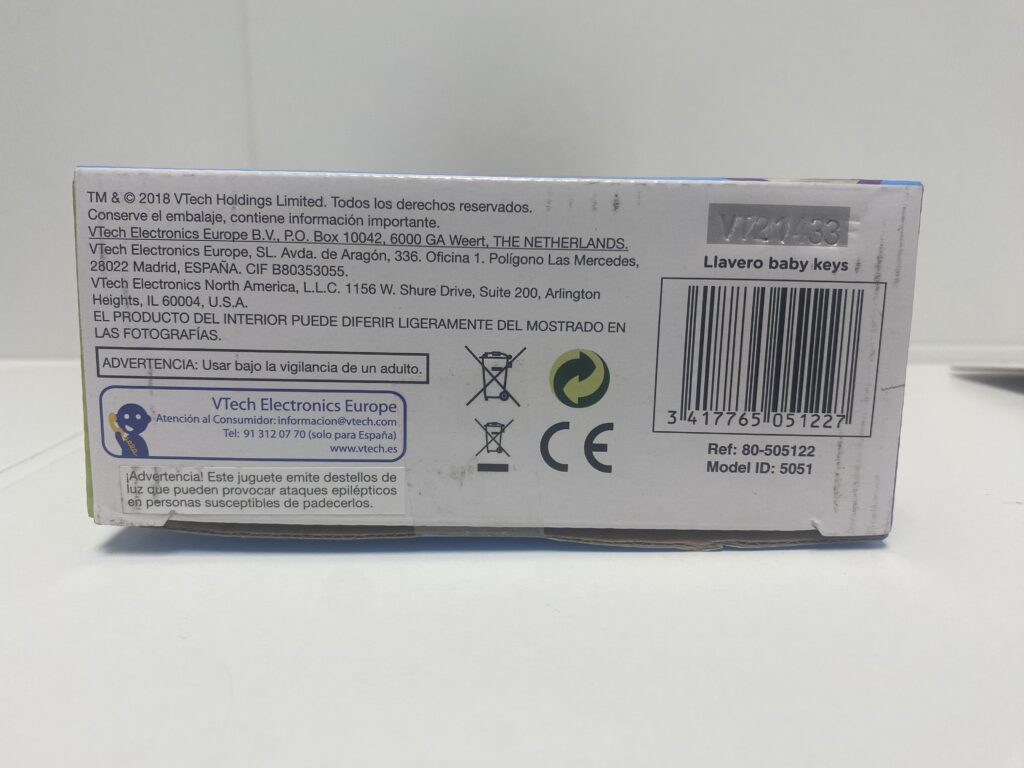 TM & © 2018 VTech Holdings Limited. Todos los derechos reservados.
Conserve el embalaje, contiene información importante.
VTech Electronics Europe B.V., P.O. Box 10042, 6000 GA Weert, THE NETHERLANDS.
VTech Electronics Europe, SL. Avda. de Aragón, 336. Oficina 1. Polígono Las Mercedes,
28022 Madrid, ESPAÑA. CIF B80353055.
VTech Electronics North America, L.L.C. 1156 W. Shure Drive, Suite 200, Arlington
Heights, IL 60004, U.S.A.
EL PRODUCTO DEL INTERIOR PUEDE DIFERIR LIGERAMENTE DEL MOSTRADO EN
LAS FOTOGRAFÍAS.
ADVERTENCIA: Usar bajo la vigilancia de un adulto.
VTech Electronics Europe
Atención al Consumidor: informacion@vtech.com
Tel: 91 312 07 70 (solo para España)
www.vtech.es
¡Advertencia! Este juguete emite destellos de
luz que pueden provocar ataques epilépticos
en personas susceptibles de padecerlos.
CE
VT21433
Llavero baby keys
3 417765 051227
Ref: 80-505122
Model ID: 5051